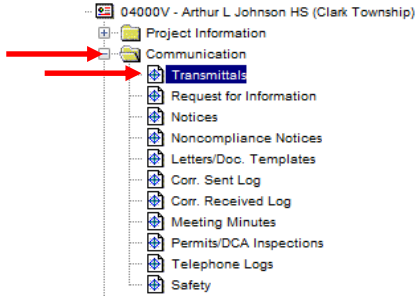 04000V - Arthur L Johnson HS (Clark Township)
Project Information
Communication
Transmittals
Request for Information
Notices
Noncompliance Notices
Letters/Doc. Templates
Corr. Sent Log
Corr. Received Log
Meeting Minutes
Permits/DCA Inspections
Telephone Logs
Safety